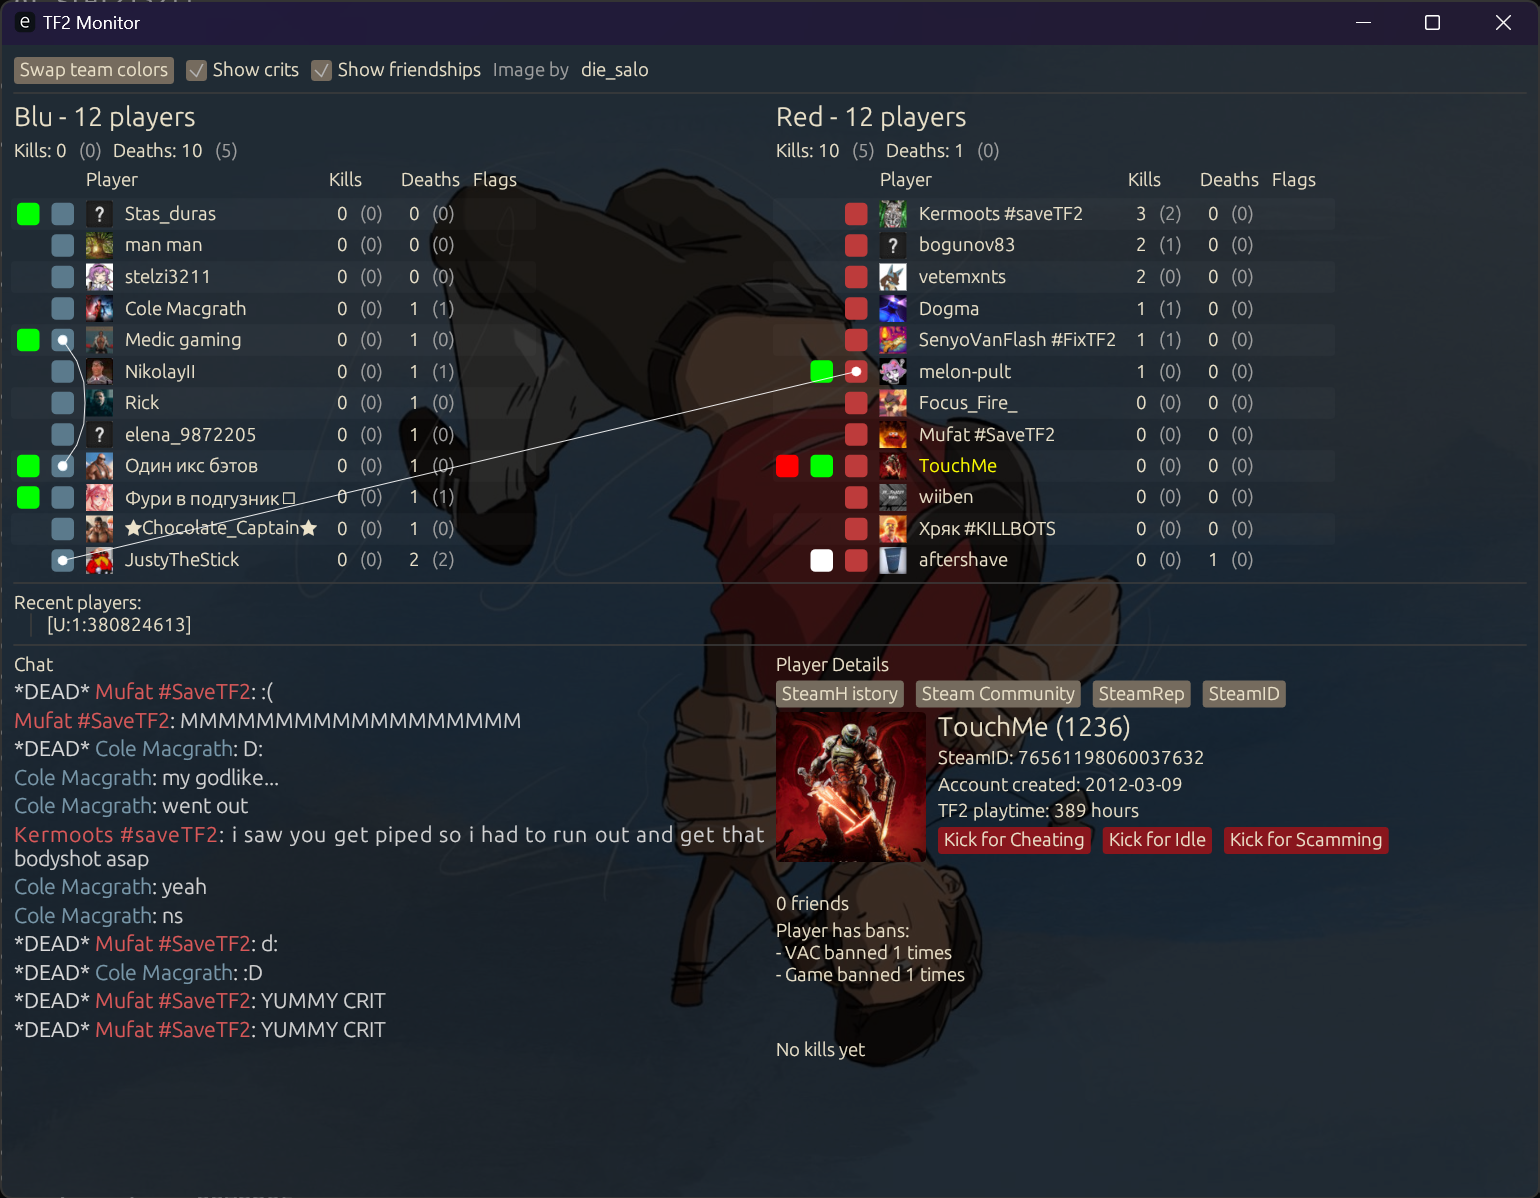 TF2 Monitor
Swap team colors Show crits Show friendships Image by die_salo
Blu - 12 players
Kills: 0 (0) Deaths: 10 (5)
Player Kills Deaths Flags
? Stas_duras 0 (0) 0 (0)
man man 0 (0) 0 (0)
stelzi3211 0 (0) 0 (0)
Cole Macgrath 0 (0) 1 (1)
Medic gaming 0 (0) 1 (0)
NikolayII 0 (0) 1 (1)
Rick 0 (0) 1 (0)
? elena_9872205 0 (0) 1 (0)
Один икс бэтов 0 (0) 1 (0)
Фури в подгузник□ 0 (0) 1 (1)
★Chocolate_Captain★ 0 (0) 1 (0)
JustyTheStick 0 (0) 2 (2)
Red - 12 players
Kills: 10 (5) Deaths: 1 (0)
Player Kills Deaths Flags
Kermoots #saveTF2 3 (2) 0 (0)
? bogunov83 2 (1) 0 (0)
vetemxnts 2 (0) 0 (0)
Dogma 1 (1) 0 (0)
SenyoVanFlash #FixTF2 1 (1) 0 (0)
melon-pult 1 (0) 0 (0)
Focus_Fire_ 0 (0) 0 (0)
Mufat #SaveTF2 0 (0) 0 (0)
TouchMe 0 (0) 0 (0)
wiiben 0 (0) 0 (0)
Хряк #KILLBOTS 0 (0) 0 (0)
aftershave 0 (0) 1 (0)
Recent players:
[U:1:380824613]
Chat
*DEAD* Mufat #SaveTF2: :(
Mufat #SaveTF2: MMMMMMMMMMMMMMMMMM
*DEAD* Cole Macgrath: D:
Cole Macgrath: my godlike...
Cole Macgrath: went out
Kermoots #saveTF2: i saw you get piped so i had to run out and get that
bodyshot asap
Cole Macgrath: yeah
Cole Macgrath: ns
*DEAD* Mufat #SaveTF2: d:
*DEAD* Cole Macgrath: :D
*DEAD* Mufat #SaveTF2: YUMMY CRIT
*DEAD* Mufat #SaveTF2: YUMMY CRIT
Player Details
SteamH istory Steam Community SteamRep SteamID
TouchMe (1236)
SteamID: 76561198060037632
Account created: 2012-03-09
TF2 playtime: 389 hours
Kick for Cheating Kick for Idle Kick for Scamming
0 friends
Player has bans:
- VAC banned 1 times
- Game banned 1 times
No kills yet